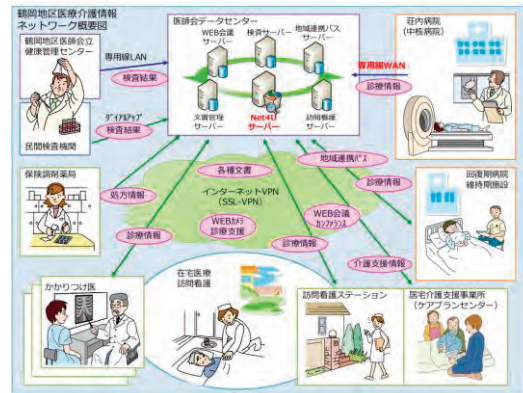 鶴岡地区医療介護情報
ネットワーク概要図
鶴岡地区医師会立
健康管理センター
民間検査機関
専用線LAN
検査結果
ダイアルアップ
検査結果
医師会データセンター
WEB会議
サーバー
検査サーバー
地域連携パス
サーバー
文書管理
サーバー
Net4U
サーバー
訪問看護
サーバー
専用線WAN
診療情報
荘内病院
(中核病院)
保険調剤薬局
処方情報
各種文書
インターネットVPN
(SSL-VPN)
WEBカメラ
診療支援
地域連携パス
診療情報
WEB会議
カンファランス
回復期病院
維持期施設
診療情報
診療情報
介護支援情報
かかりつけ医
在宅医療
訪問看護
訪問看護ステーション
居宅介護支援事業所
(ケアプランセンター)